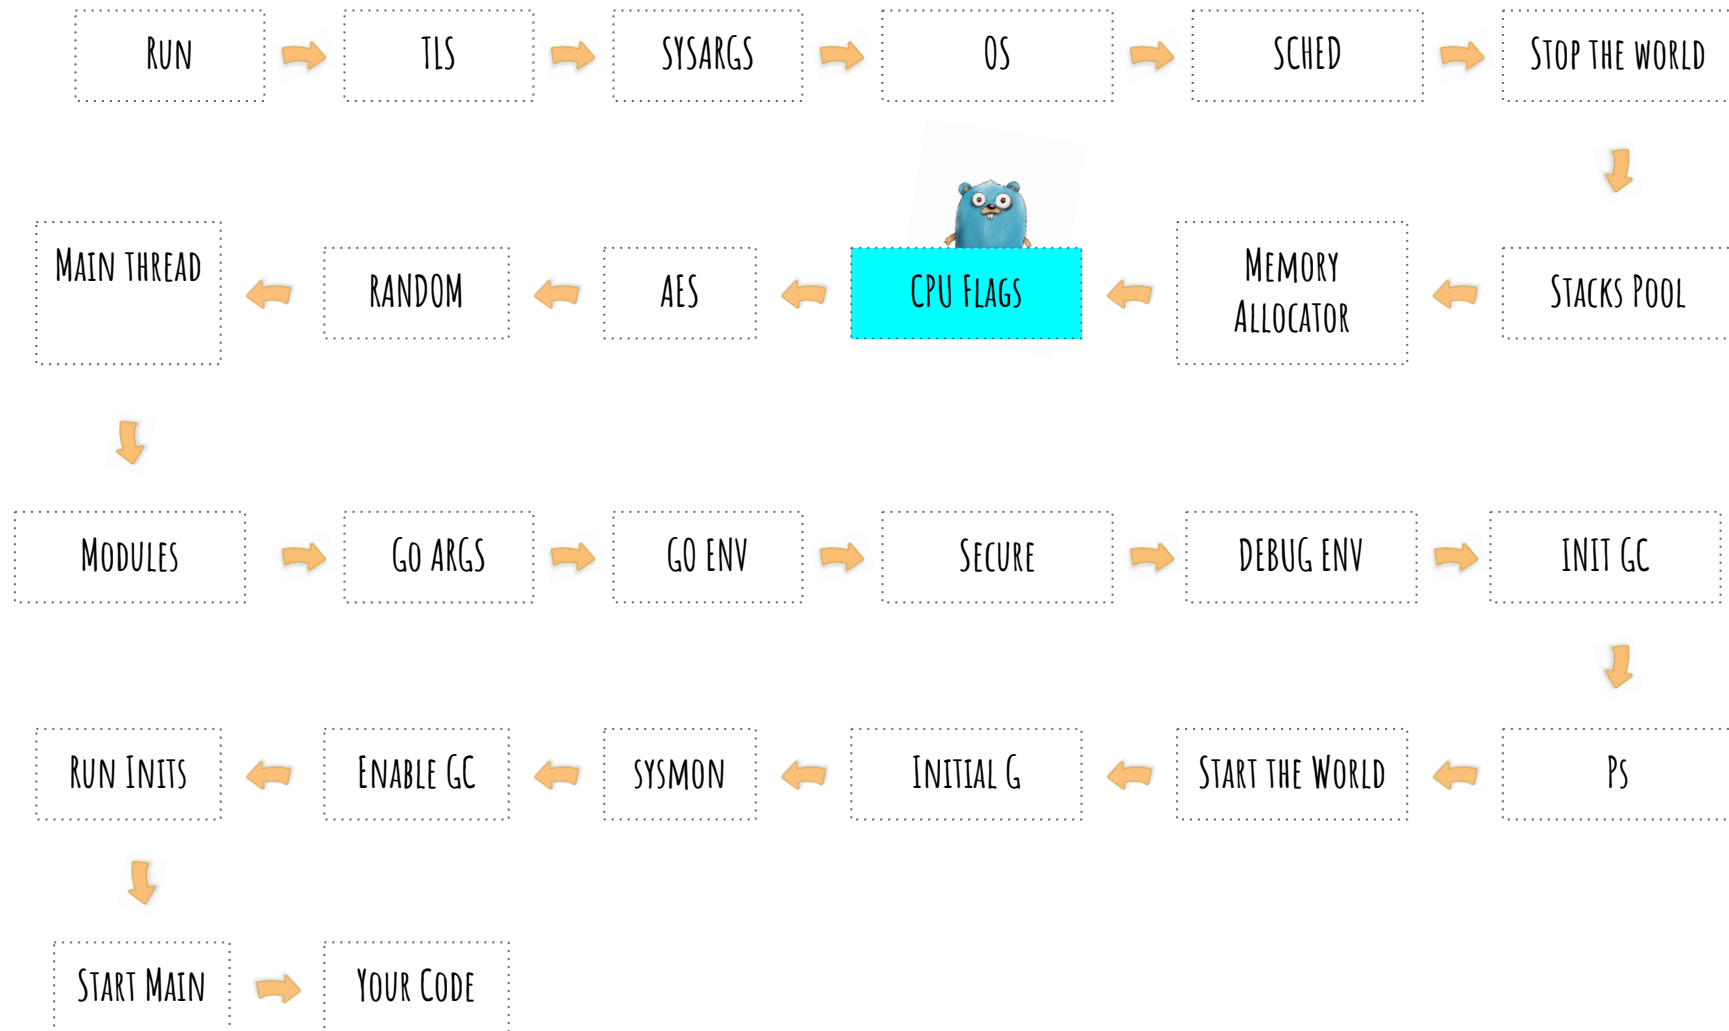 Run
TLS
SYSARGS
OS
SCHED
Stop the world
Main thread
RANDOM
AES
CPU Flags
Memory
Allocator
Stacks Pool
Modules
Go ARGS
GO ENV
Secure
DEBUG ENV
INIT GC
Run Inits
Enable GC
sysmon
Initial G
Start the World
Ps
Start Main
Your Code